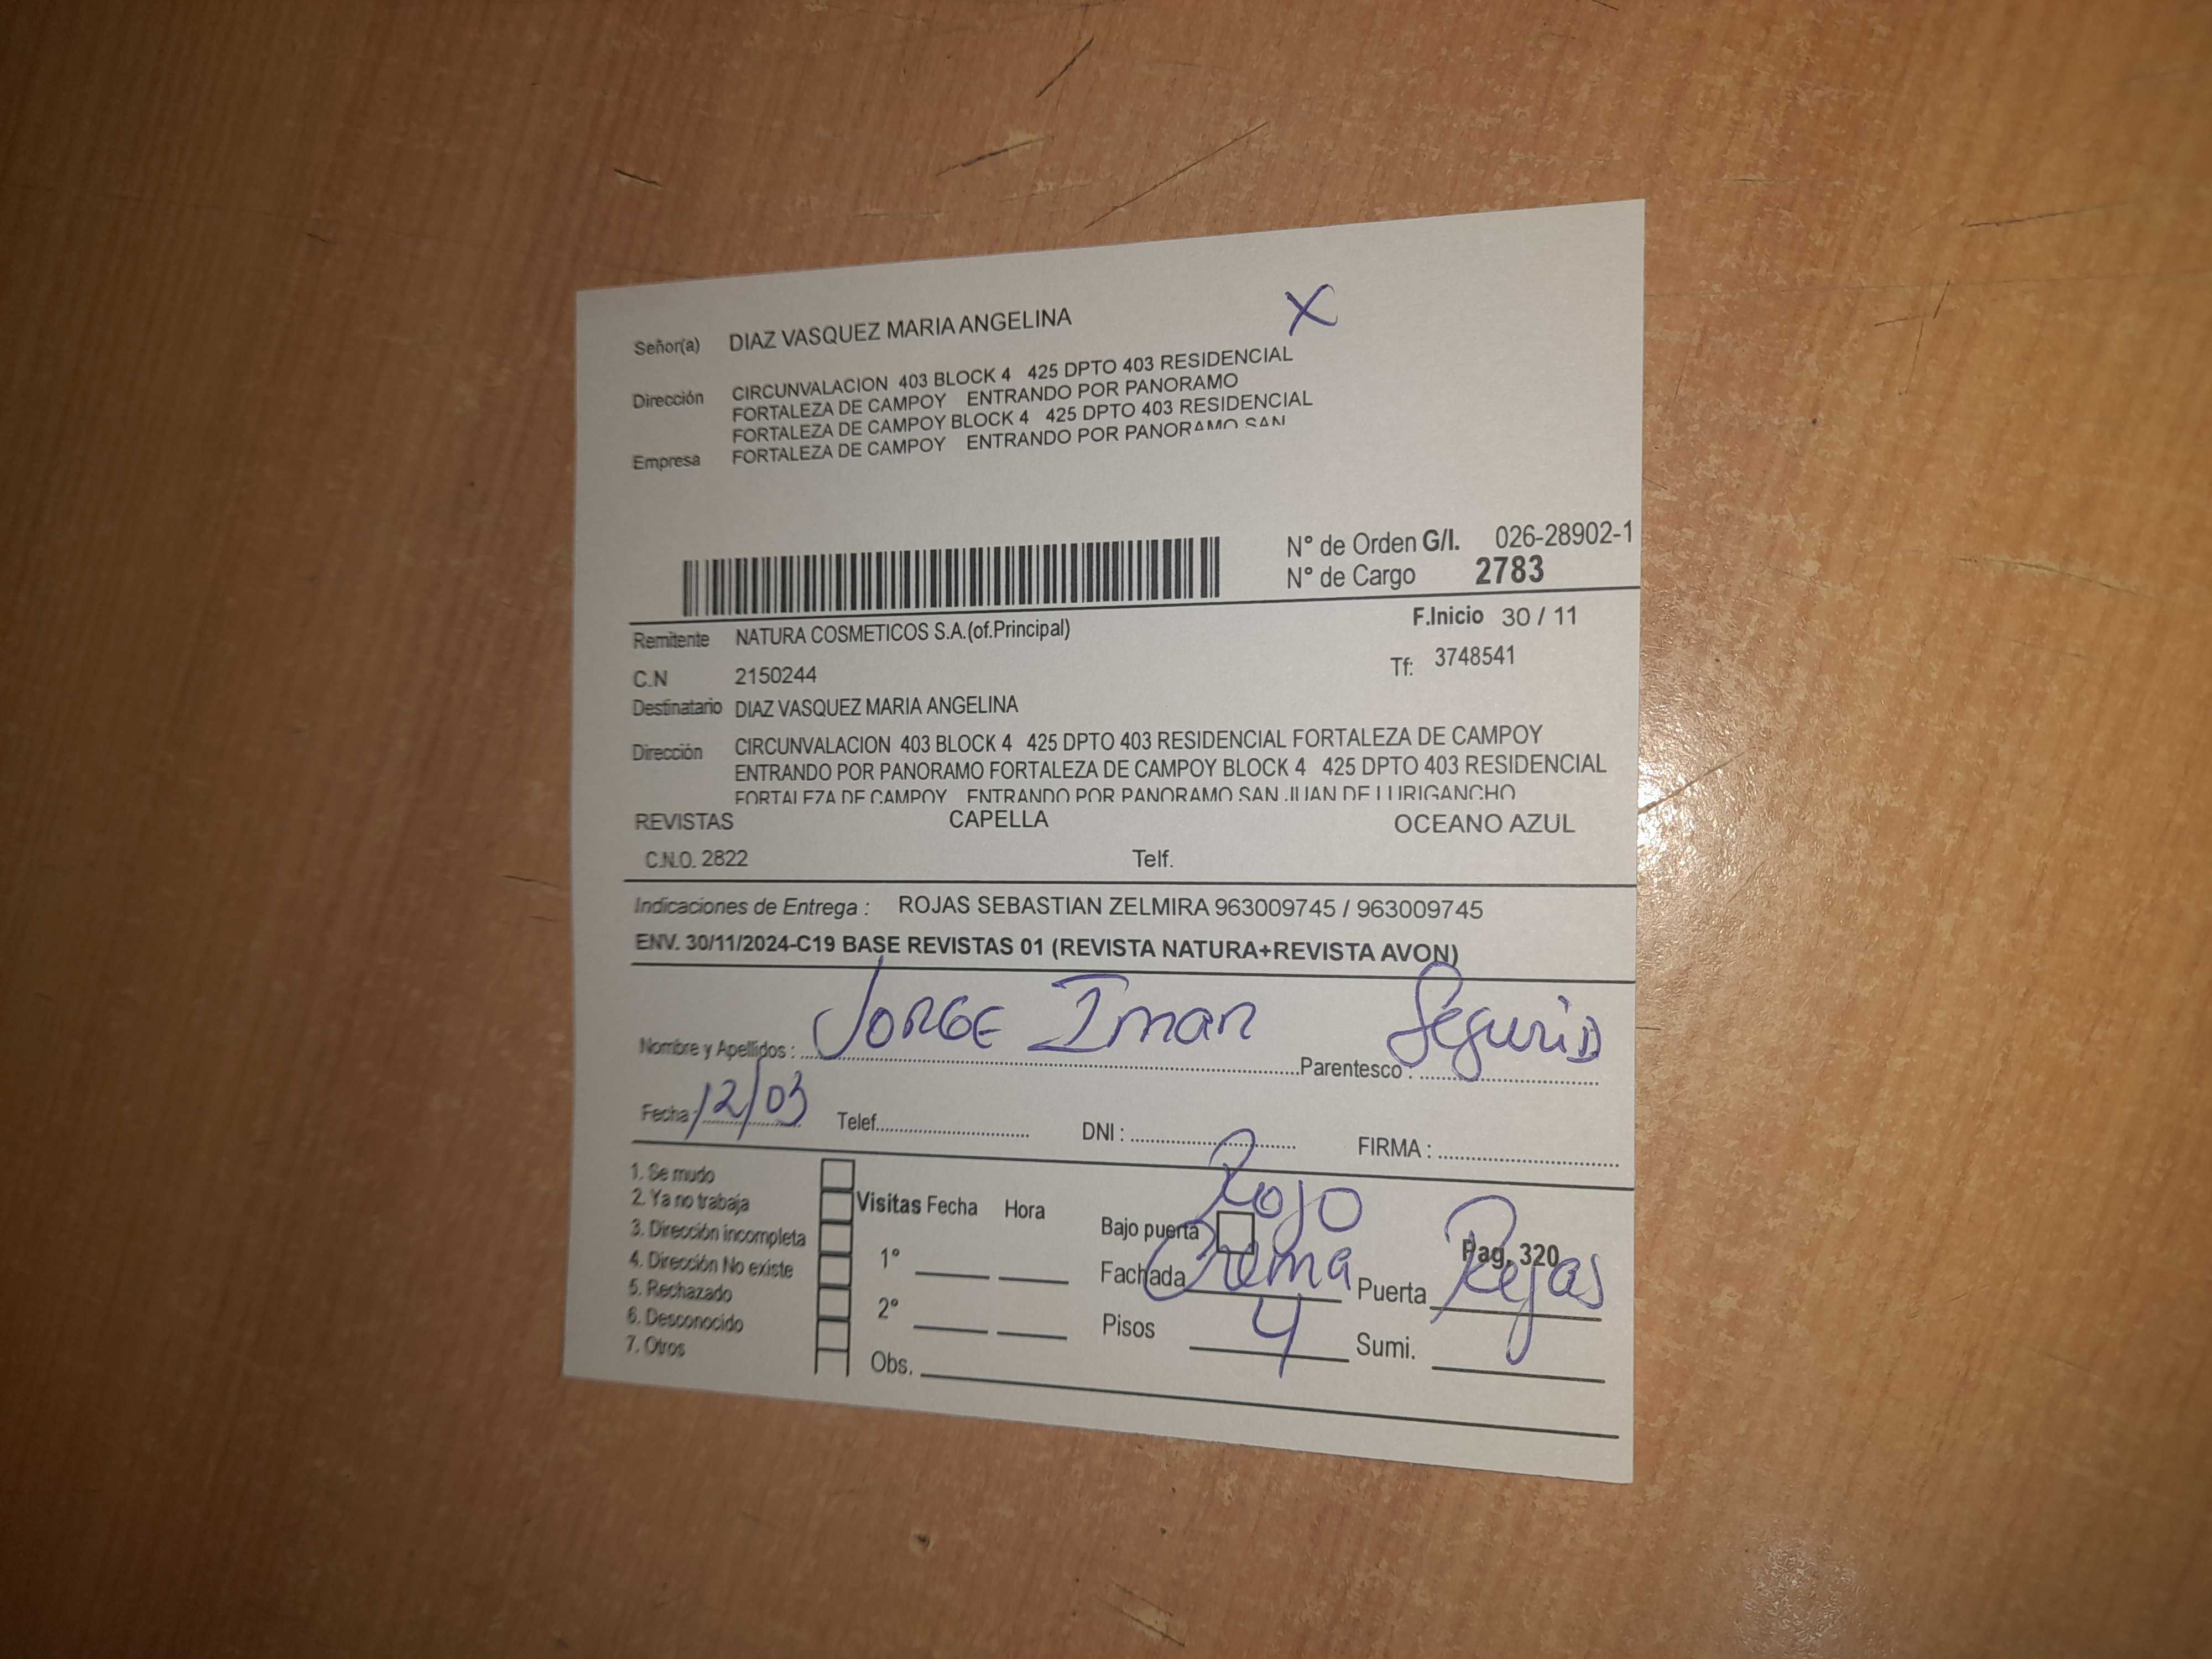 X
Señor(a) DIAZ VASQUEZ MARIA ANGELINA
Dirección CIRCUNVALACION 403 BLOCK 4 425 DPTO 403 RESIDENCIAL
FORTALEZA DE CAMPOY ENTRANDO POR PANORAMO
FORTALEZA DE CAMPOY BLOCK 4 425 DPTO 403 RESIDENCIAL
Empresa FORTALEZA DE CAMPOY ENTRANDO POR PANORAMO SAN
N° de Orden G/I. 026-28902-1
N° de Cargo 2783
Remitente NATURA COSMETICOS S.A.(of.Principal) F.Inicio 30 / 11
C.N 2150244 Tf: 3748541
Destinatario DIAZ VASQUEZ MARIA ANGELINA
Dirección CIRCUNVALACION 403 BLOCK 4 425 DPTO 403 RESIDENCIAL FORTALEZA DE CAMPOY
ENTRANDO POR PANORAMO FORTALEZA DE CAMPOY BLOCK 4 425 DPTO 403 RESIDENCIAL
FORTALEZA DE CAMPOY ENTRANDO POR PANORAMO SAN JUAN DE LURIGANCHO
REVISTAS CAPELLA OCEANO AZUL
C.N.O. 2822 Telf.
Indicaciones de Entrega : ROJAS SEBASTIAN ZELMIRA 963009745 / 963009745
ENV. 30/11/2024-C19 BASE REVISTAS 01 (REVISTA NATURA+REVISTA AVON)
Nombre y Apellidos : JORGE Iman Parentesco :
Fecha : 12/03 Telef. DNI : FIRMA :
1. Se mudo
2. Ya no trabaja Visitas Fecha Hora Rojo
3. Dirección incompleta Bajo puerta
4. Dirección No existe 1° Fachada Crema Puerta Rejas Pag. 320
5. Rechazado
6. Desconocido 2° Pisos 4 Sumi.
7. Otros Obs.